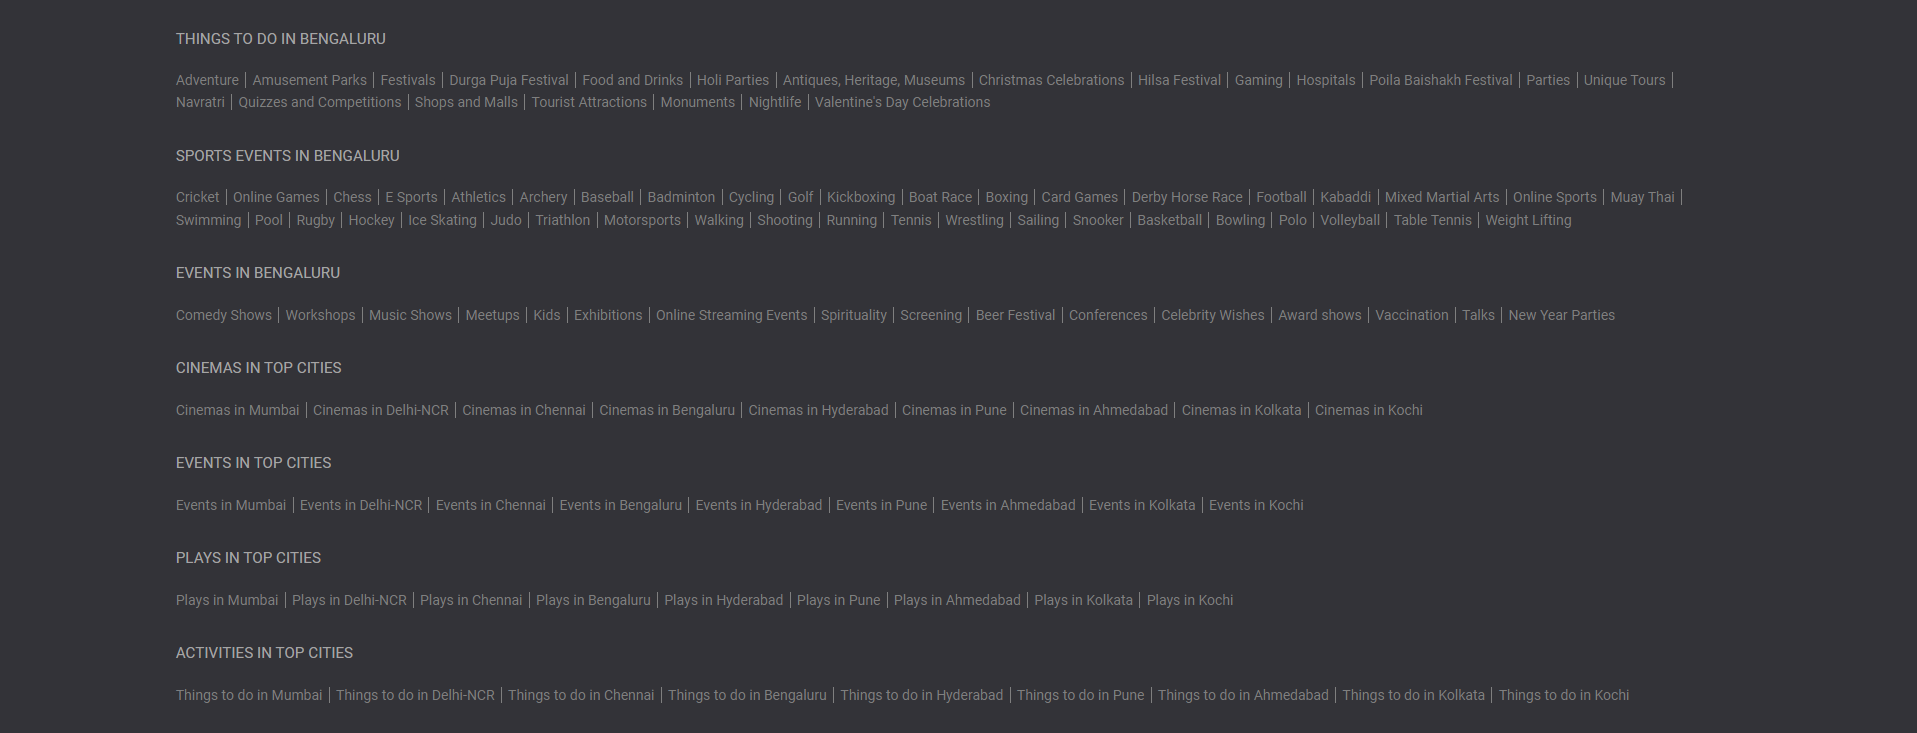 THINGS TO DO IN BENGALURU
Adventure | Amusement Parks | Festivals | Durga Puja Festival | Food and Drinks | Holi Parties | Antiques, Heritage, Museums | Christmas Celebrations | Hilsa Festival | Gaming | Hospitals | Poila Baishakh Festival | Parties | Unique Tours |
Navratri | Quizzes and Competitions | Shops and Malls | Tourist Attractions | Monuments | Nightlife | Valentine's Day Celebrations
SPORTS EVENTS IN BENGALURU
Cricket | Online Games | Chess | E Sports | Athletics | Archery | Baseball | Badminton | Cycling | Golf | Kickboxing | Boat Race | Boxing | Card Games | Derby Horse Race | Football | Kabaddi | Mixed Martial Arts | Online Sports | Muay Thai |
Swimming | Pool | Rugby | Hockey | Ice Skating | Judo | Triathlon | Motorsports | Walking | Shooting | Running | Tennis | Wrestling | Sailing | Snooker | Basketball | Bowling | Polo | Volleyball | Table Tennis | Weight Lifting
EVENTS IN BENGALURU
Comedy Shows | Workshops | Music Shows | Meetups | Kids | Exhibitions | Online Streaming Events | Spirituality | Screening | Beer Festival | Conferences | Celebrity Wishes | Award shows | Vaccination | Talks | New Year Parties
CINEMAS IN TOP CITIES
Cinemas in Mumbai | Cinemas in Delhi-NCR | Cinemas in Chennai | Cinemas in Bengaluru | Cinemas in Hyderabad | Cinemas in Pune | Cinemas in Ahmedabad | Cinemas in Kolkata | Cinemas in Kochi
EVENTS IN TOP CITIES
Events in Mumbai | Events in Delhi-NCR | Events in Chennai | Events in Bengaluru | Events in Hyderabad | Events in Pune | Events in Ahmedabad | Events in Kolkata | Events in Kochi
PLAYS IN TOP CITIES
Plays in Mumbai | Plays in Delhi-NCR | Plays in Chennai | Plays in Bengaluru | Plays in Hyderabad | Plays in Pune | Plays in Ahmedabad | Plays in Kolkata | Plays in Kochi
ACTIVITIES IN TOP CITIES
Things to do in Mumbai | Things to do in Delhi-NCR | Things to do in Chennai | Things to do in Bengaluru | Things to do in Hyderabad | Things to do in Pune | Things to do in Ahmedabad | Things to do in Kolkata | Things to do in Kochi